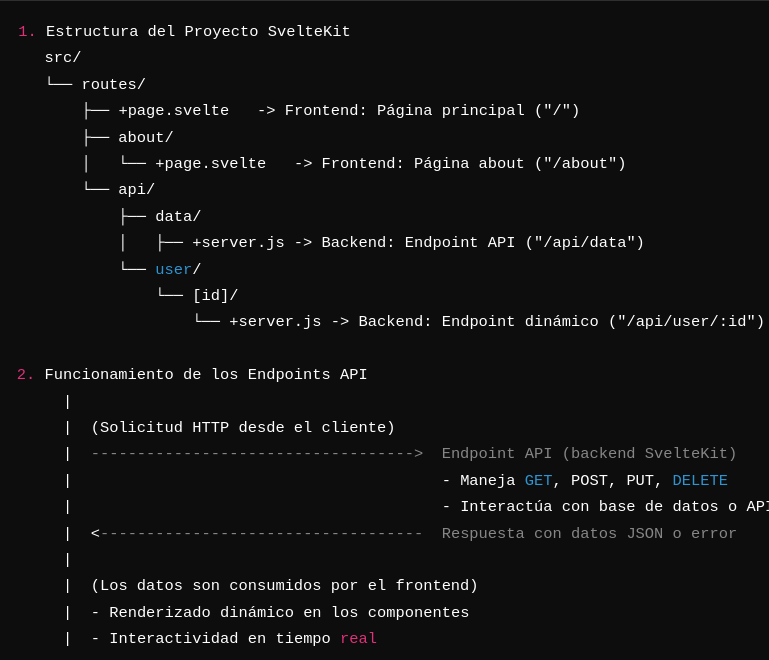 1. Estructura del Proyecto SvelteKit
   src/
   └── routes/
       ├── +page.svelte   -> Frontend: Página principal ("/")
       ├── about/
       │   └── +page.svelte   -> Frontend: Página about ("/about")
       └── api/
           ├── data/
           │   ├── +server.js -> Backend: Endpoint API ("/api/data")
           └── user/
               └── [id]/
                   └── +server.js -> Backend: Endpoint dinámico ("/api/user/:id")
2. Funcionamiento de los Endpoints API
     |
     |  (Solicitud HTTP desde el cliente)
     |  ----------------------------------->  Endpoint API (backend SvelteKit)
     |                                        - Maneja GET, POST, PUT, DELETE
     |                                        - Interactúa con base de datos o API
     |  <-----------------------------------  Respuesta con datos JSON o error
     |
     |  (Los datos son consumidos por el frontend)
     |  - Renderizado dinámico en los componentes
     |  - Interactividad en tiempo real